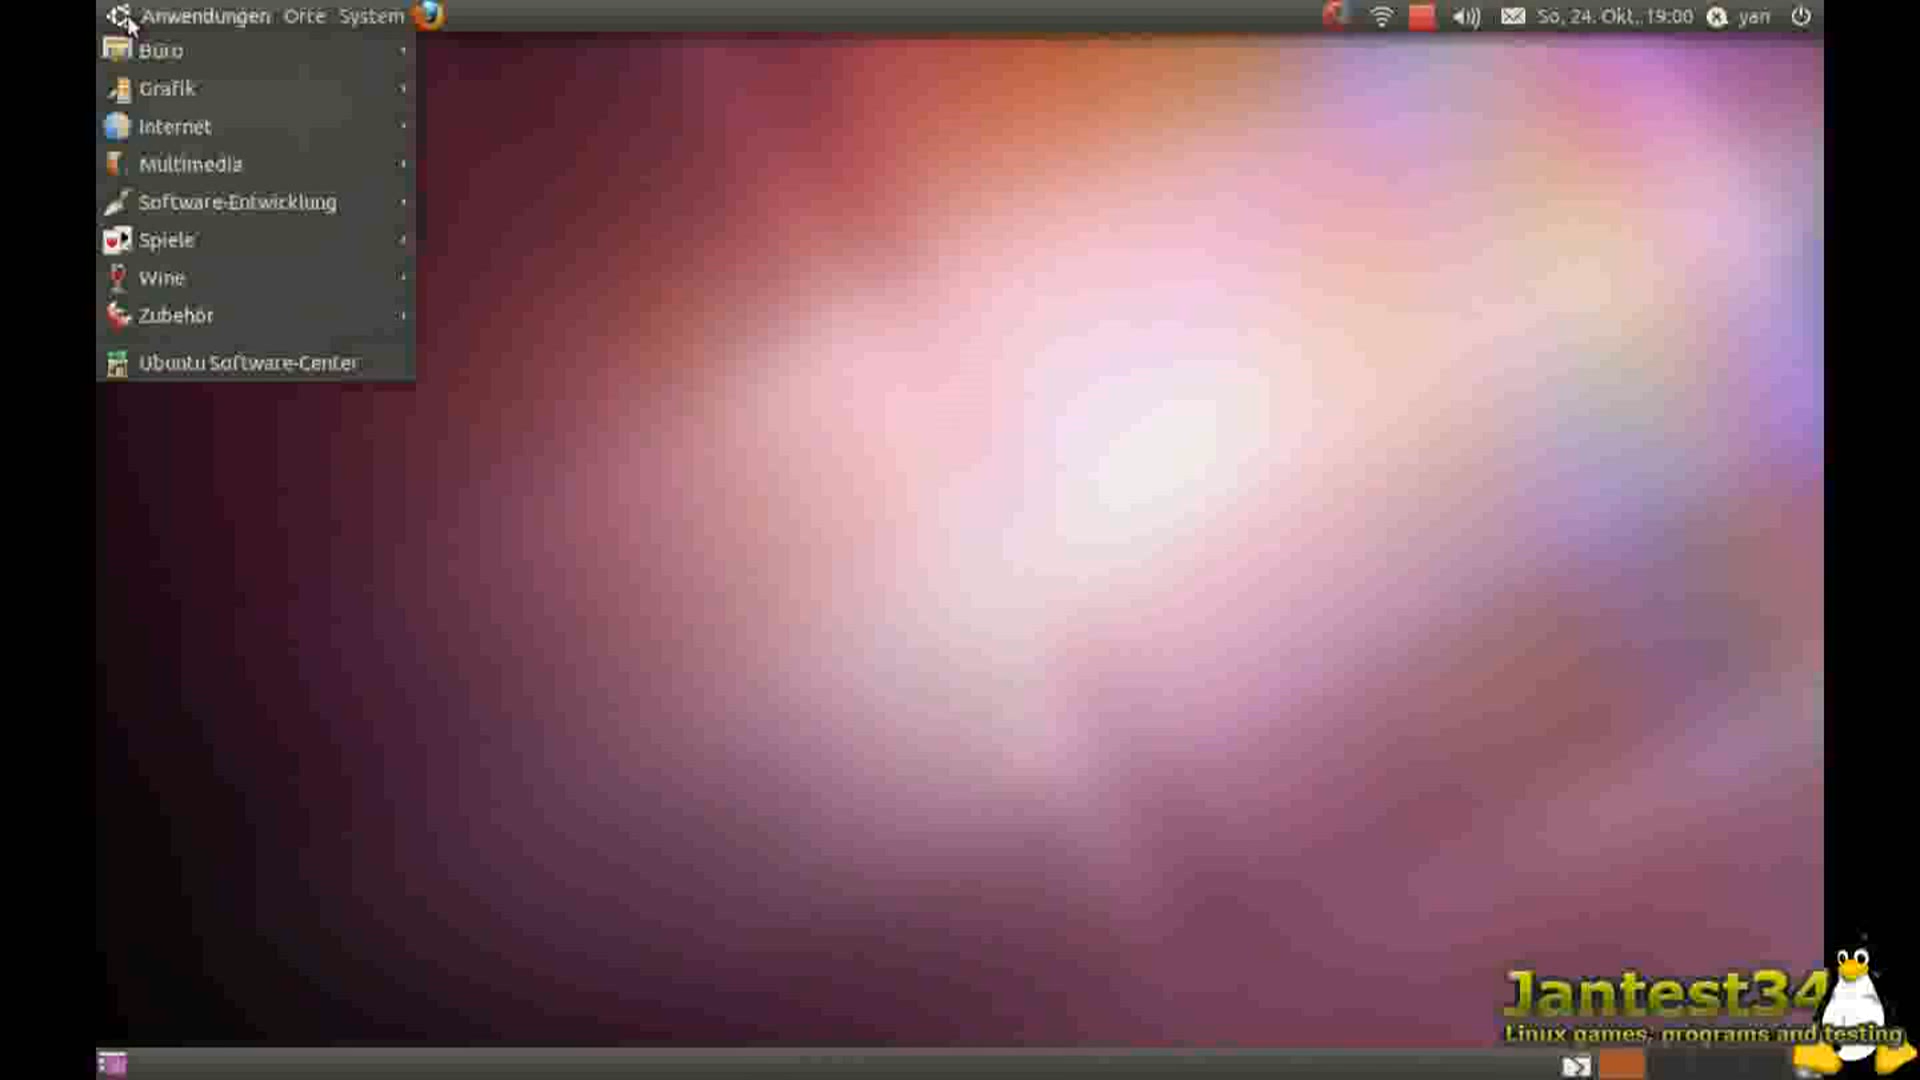 Anwendungen Orte System
So, 24. Okt., 19:00 yan
Büro
Grafik
Internet
Multimedia
Software-Entwicklung
Spiele
Wine
Zubehör
Ubuntu Software-Center
Jantest34
Linux games, programs and testing